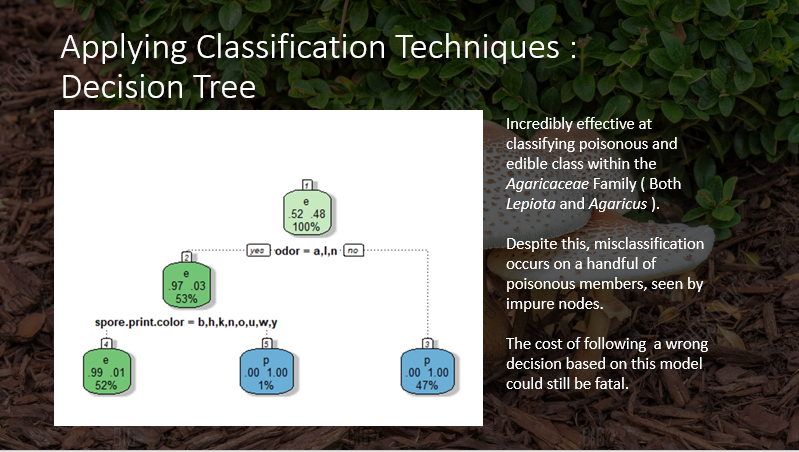 Applying Classification Techniques :
Decision Tree
1
e
.52 .48
100%
yes odor = a,l,n no
2
e
.97 .03
53%
spore.print.color = b,h,k,n,o,u,w,y
4
e
.99 .01
52%
5
p
.00 1.00
1%
3
p
.00 1.00
47%
Incredibly effective at
classifying poisonous and
edible class within the
Agaricaceae Family ( Both
Lepiota and Agaricus ).
Despite this, misclassification
occurs on a handful of
poisonous members, seen by
impure nodes.
The cost of following a wrong
decision based on this model
could still be fatal.